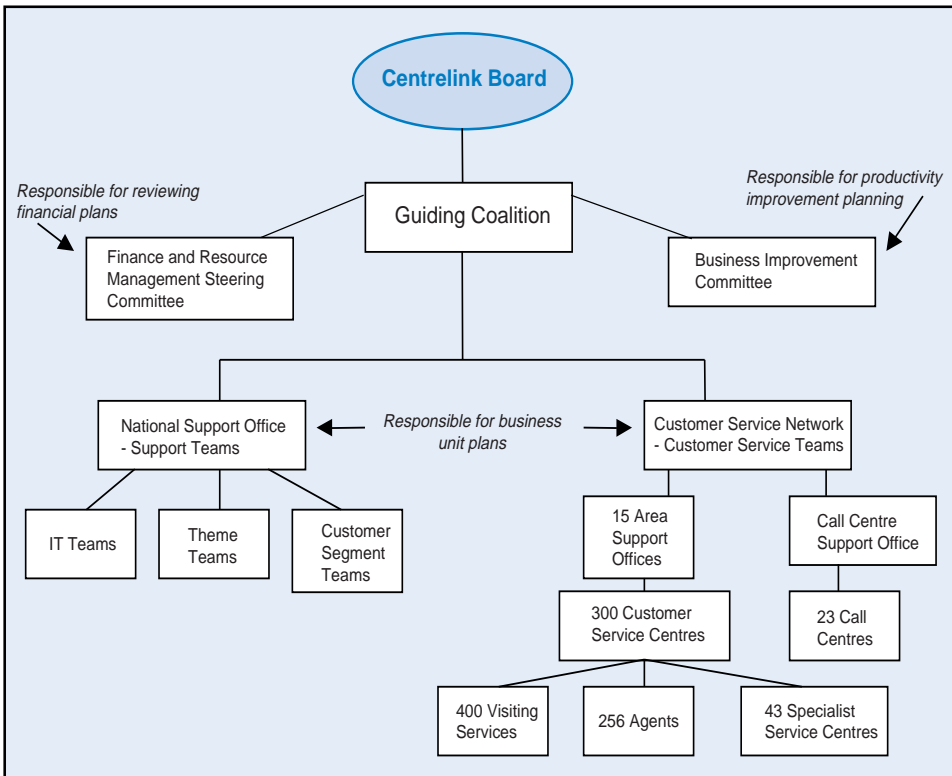 Centrelink Board
Responsible for reviewing
financial plans
Responsible for productivity
improvement planning
Guiding Coalition
Finance and Resource
Management Steering
Committee
Business Improvement
Committee
National Support Office
- Support Teams
Responsible for business
unit plans
Customer Service Network
- Customer Service Teams
IT Teams
Theme
Teams
Customer
Segment
Teams
15 Area
Support
Offices
Call Centre
Support Office
300 Customer
Service Centres
23 Call
Centres
400 Visiting
Services
256 Agents
43 Specialist
Service Centres